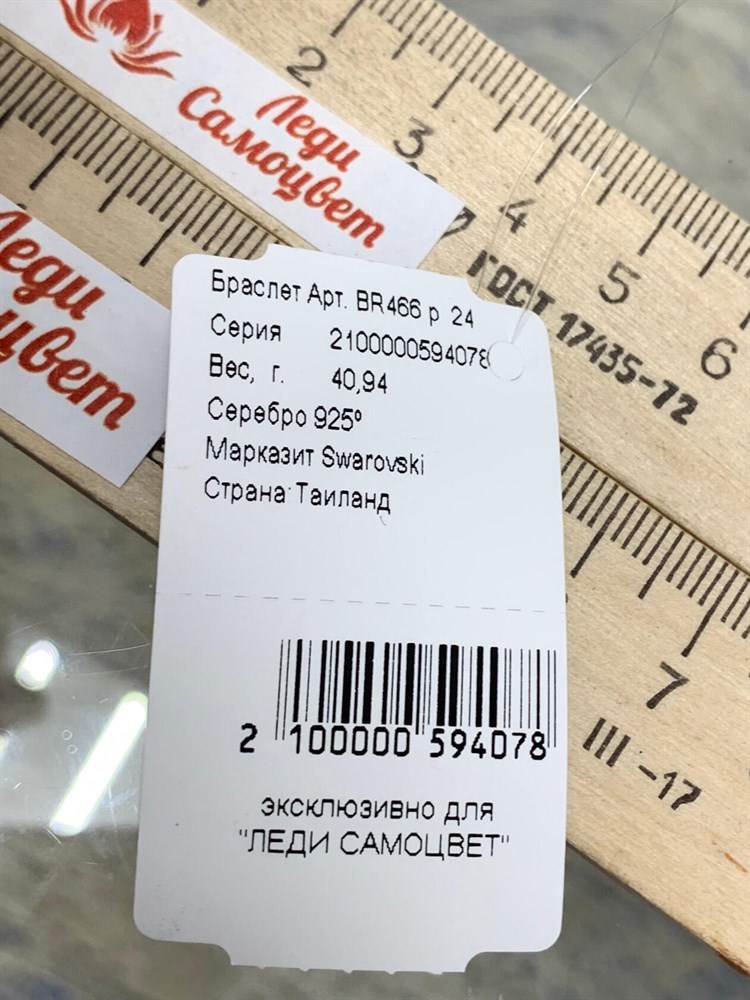 Леди
Самоцвет
2
3
4
5
6
ГОСТ 17435-72
Леди
Самоцвет
Браслет Арт. BR466 р 24
Серия 2100000594078
Вес, г. 40,94
Серебро 925°
Марказит Swarovski
Страна Таиланд
7
III -17
2 100000 594078
эксклюзивно для
"ЛЕДИ САМОЦВЕТ"